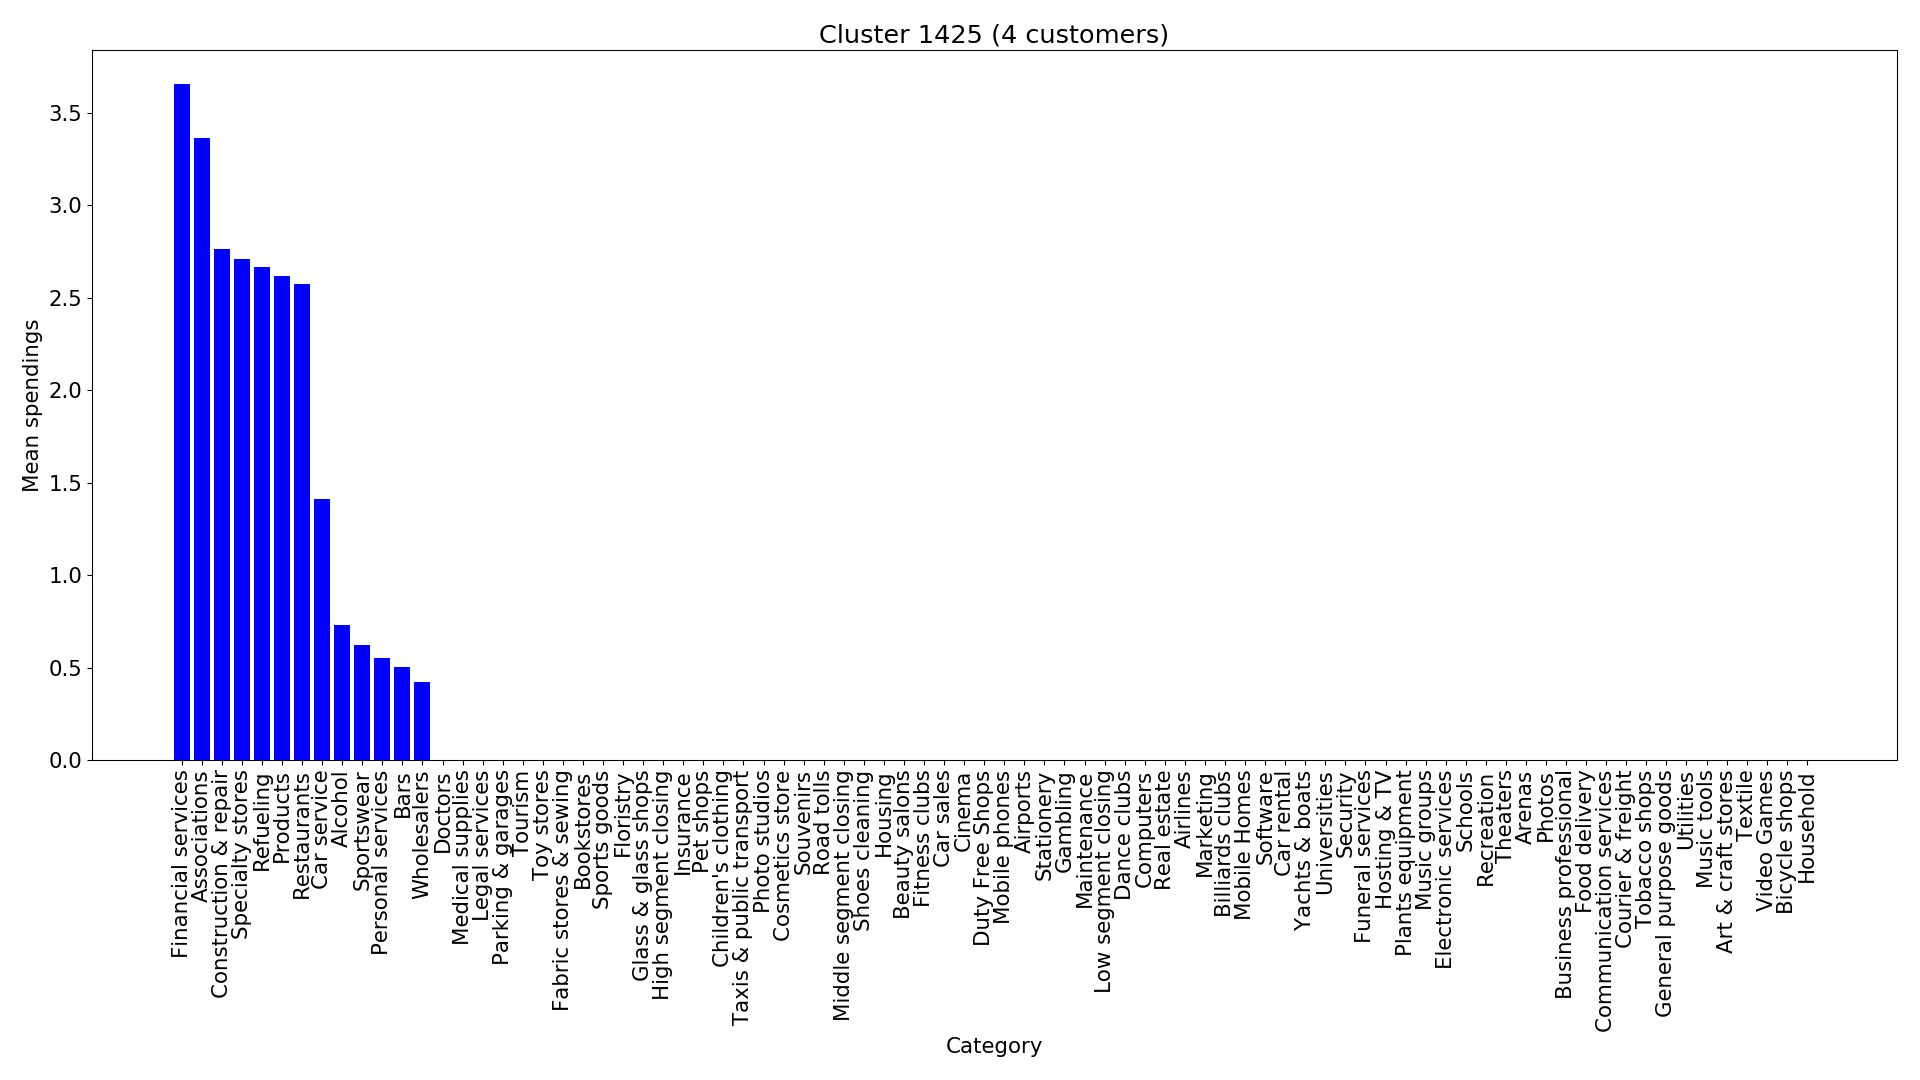 Cluster 1425 (4 customers)
3.5
3.0
2.5
2.0
1.5
1.0
0.5
0.0
Mean spendings
Financial services
Associations
Construction & repair
Specialty stores
Refueling
Products
Restaurants
Car service
Alcohol
Sportswear
Personal services
Bars
Wholesalers
Doctors
Medical supplies
Legal services
Parking & garages
Tourism
Toy stores
Fabric stores & sewing
Bookstores
Sports goods
Floristry
Glass & glass shops
High segment closing
Insurance
Pet shops
Children's clothing
Taxis & public transport
Photo studios
Cosmetics store
Souvenirs
Road tolls
Middle segment closing
Shoes cleaning
Housing
Beauty salons
Fitness clubs
Car sales
Cinema
Duty Free Shops
Mobile phones
Airports
Stationery
Gambling
Maintenance
Low segment closing
Dance clubs
Computers
Real estate
Airlines
Marketing
Billiards clubs
Mobile Homes
Software
Car rental
Yachts & boats
Universities
Security
Funeral services
Hosting & TV
Plants equipment
Music groups
Electronic services
Schools
Recreation
Theaters
Arenas
Photos
Business professional
Food delivery
Communication services
Courier & freight
Tobacco shops
General purpose goods
Utilities
Music tools
Art & craft stores
Textile
Video Games
Bicycle shops
Household
Category